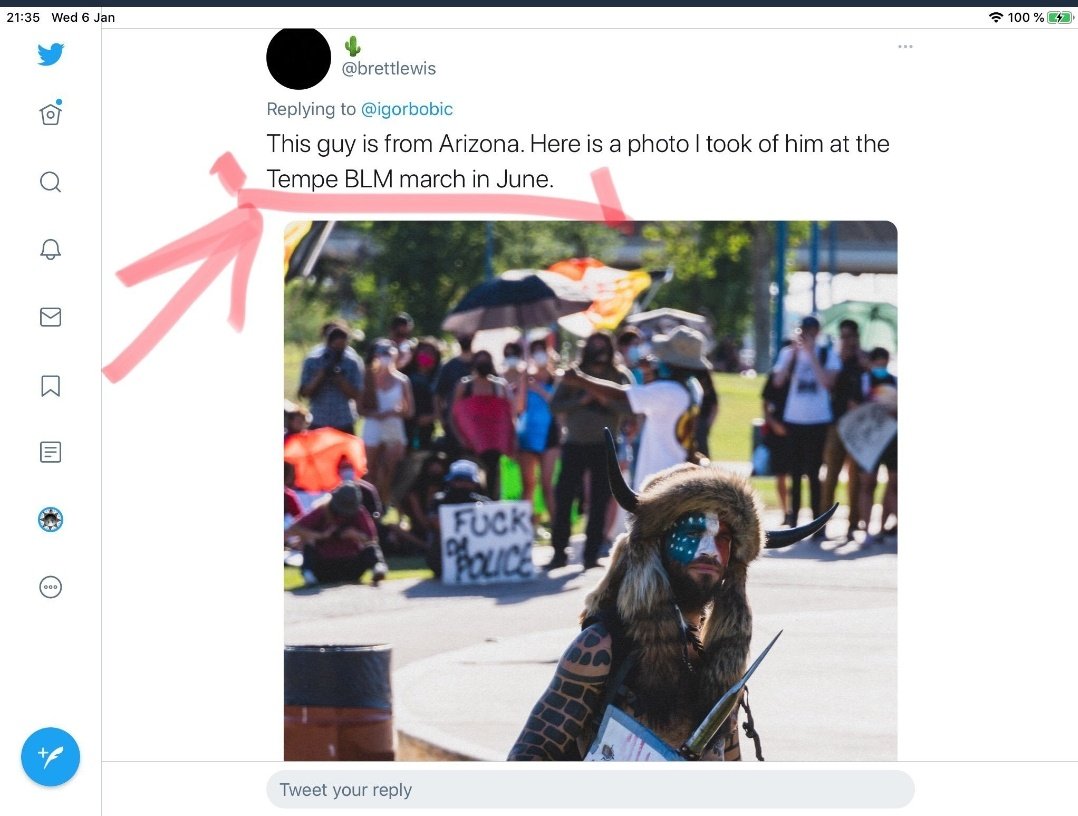 21:35 Wed 6 Jan
100 %
@brettlewis
Replying to @igorbobic
This guy is from Arizona. Here is a photo I took of him at the
Tempe BLM march in June.
FUCK
DA
POLICE
Tweet your reply